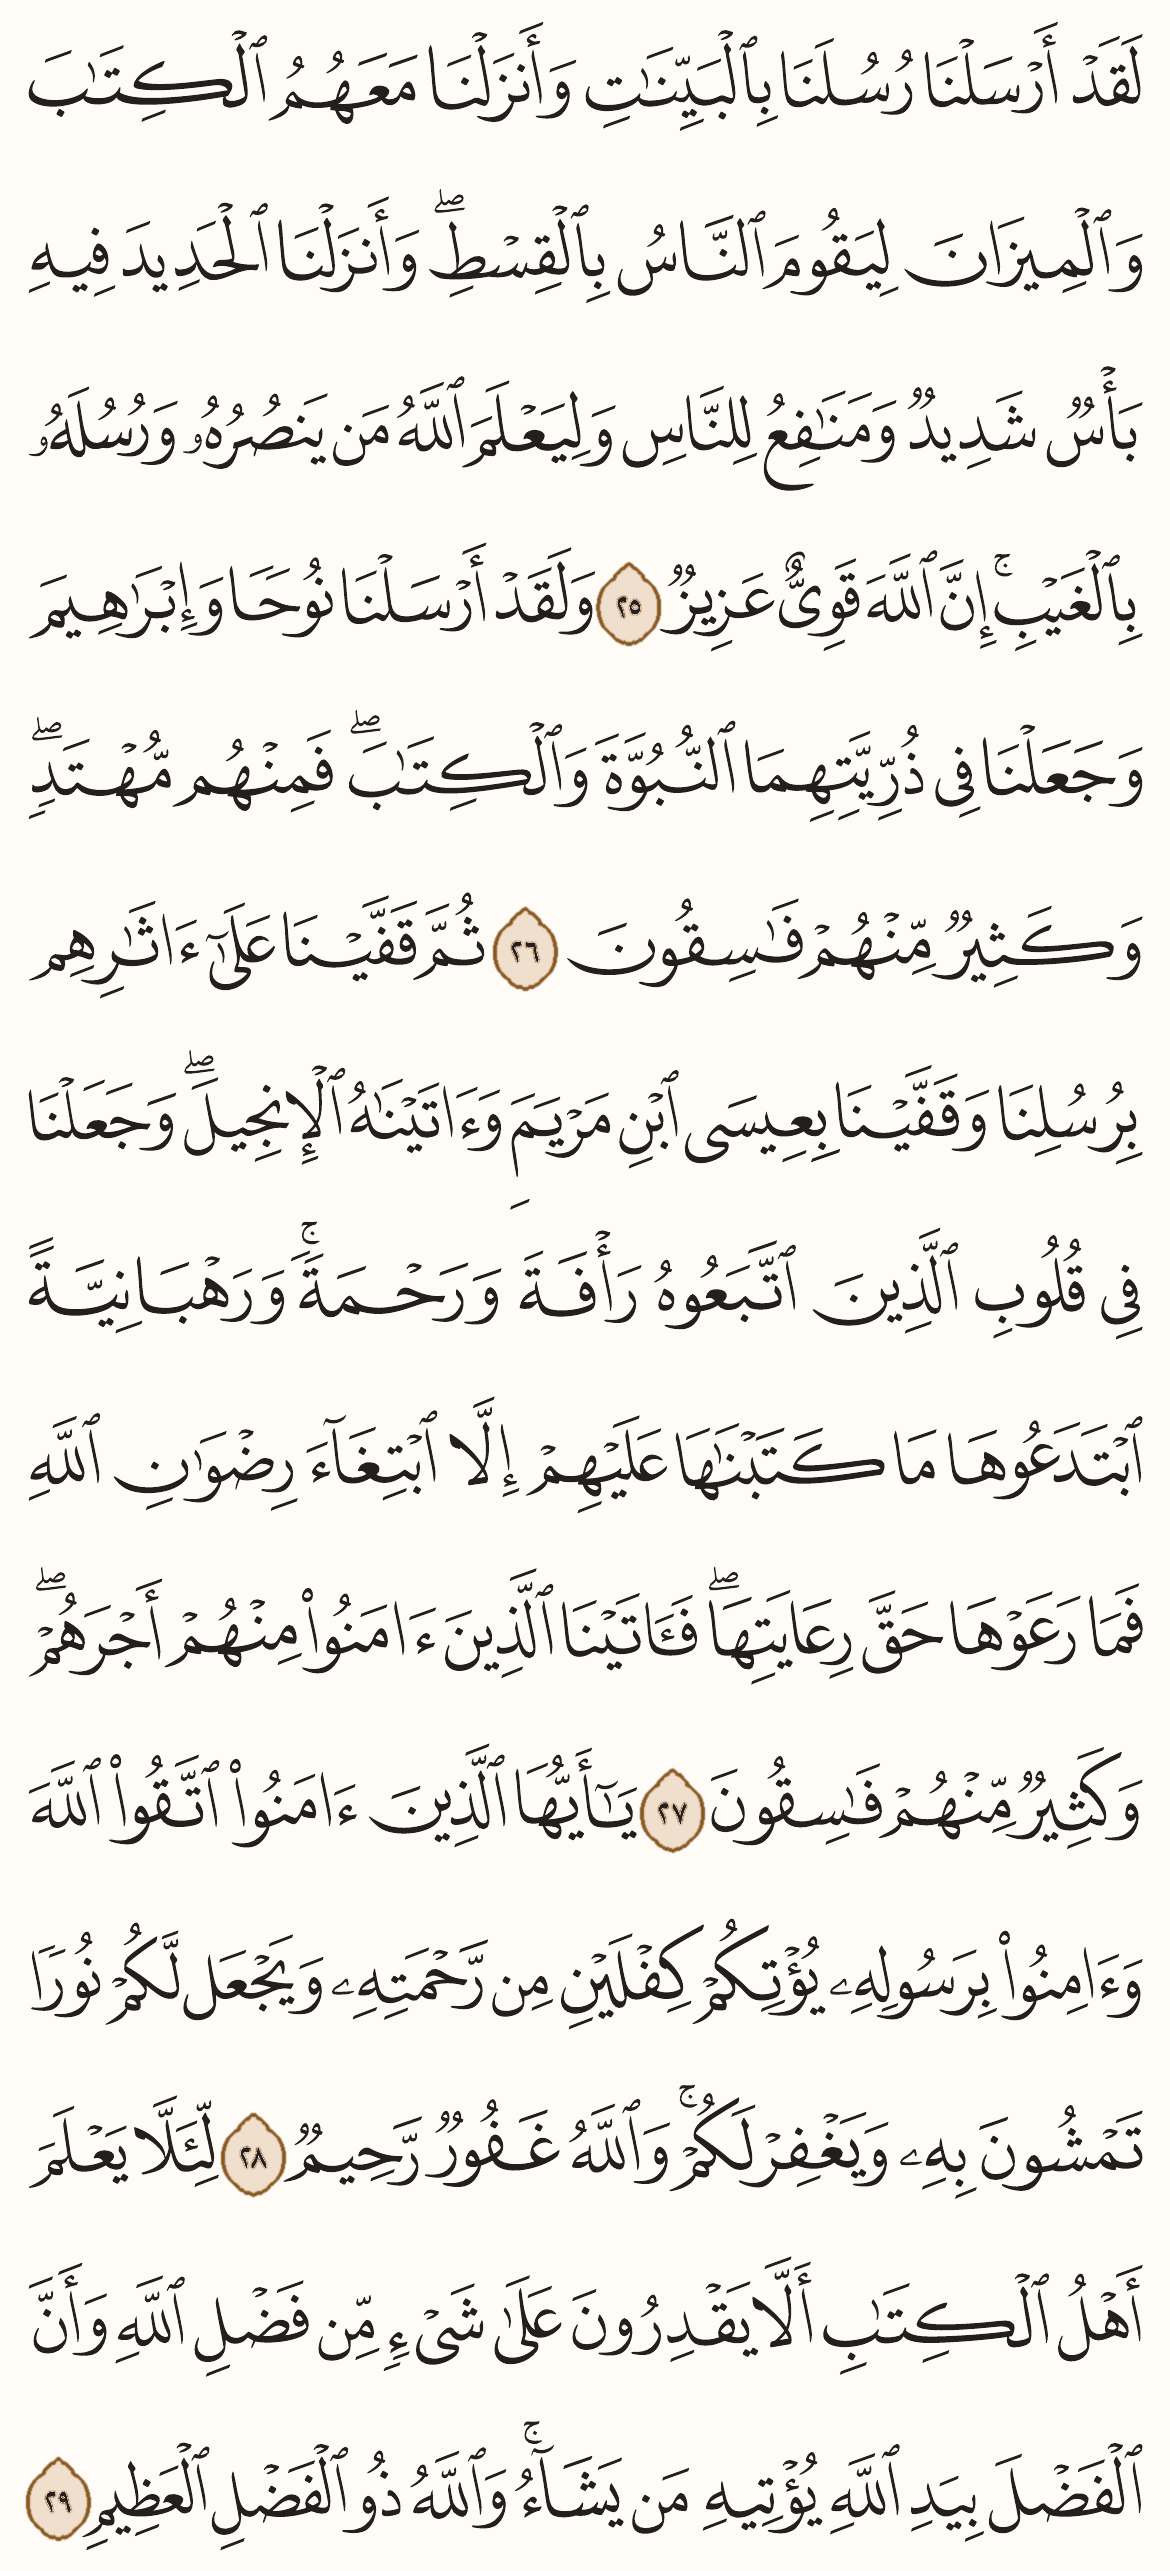 لَقَدْ أَرْسَلْنَا رُسُلَنَا بِٱلْبَيِّنَٰتِ وَأَنزَلْنَا مَعَهُمُ ٱلْكِتَٰبَ
وَٱلْمِيزَانَ لِيَقُومَ ٱلنَّاسُ بِٱلْقِسْطِۖ وَأَنزَلْنَا ٱلْحَدِيدَ فِيهِ
بَأْسٌ شَدِيدٌ وَمَنَٰفِعُ لِلنَّاسِ وَلِيَعْلَمَ ٱللَّهُ مَن يَنصُرُهُۥ وَرُسُلَهُۥ
بِٱلْغَيْبِۚ إِنَّ ٱللَّهَ قَوِىٌّ عَزِيزٌ ٢٥ وَلَقَدْ أَرْسَلْنَا نُوحًا وَإِبْرَٰهِيمَ
وَجَعَلْنَا فِى ذُرِّيَّتِهِمَا ٱلنُّبُوَّةَ وَٱلْكِتَٰبَۖ فَمِنْهُم مُّهْتَدٍۖ
وَكَثِيرٌ مِّنْهُمْ فَٰسِقُونَ ٢٦ ثُمَّ قَفَّيْنَا عَلَىٰٓ ءَاثَٰرِهِم
بِرُسُلِنَا وَقَفَّيْنَا بِعِيسَى ٱبْنِ مَرْيَمَ وَءَاتَيْنَٰهُ ٱلْإِنجِيلَۖ وَجَعَلْنَا
فِى قُلُوبِ ٱلَّذِينَ ٱتَّبَعُوهُ رَأْفَةً وَرَحْمَةًۚ وَرَهْبَانِيَّةً
ٱبْتَدَعُوهَا مَا كَتَبْنَٰهَا عَلَيْهِمْ إِلَّا ٱبْتِغَآءَ رِضْوَٰنِ ٱللَّهِ
فَمَا رَعَوْهَا حَقَّ رِعَايَتِهَاۖ فَـَٔاتَيْنَا ٱلَّذِينَ ءَامَنُوا۟ مِنْهُمْ أَجْرَهُمْۖ
وَكَثِيرٌ مِّنْهُمْ فَٰسِقُونَ ٢٧ يَٰٓأَيُّهَا ٱلَّذِينَ ءَامَنُوا۟ ٱتَّقُوا۟ ٱللَّهَ
وَءَامِنُوا۟ بِرَسُولِهِۦ يُؤْتِكُمْ كِفْلَيْنِ مِن رَّحْمَتِهِۦ وَيَجْعَل لَّكُمْ نُورًا
تَمْشُونَ بِهِۦ وَيَغْفِرْ لَكُمْۚ وَٱللَّهُ غَفُورٌ رَّحِيمٌ ٢٨ لِّئَلَّا يَعْلَمَ
أَهْلُ ٱلْكِتَٰبِ أَلَّا يَقْدِرُونَ عَلَىٰ شَىْءٍ مِّن فَضْلِ ٱللَّهِ وَأَنَّ
ٱلْفَضْلَ بِيَدِ ٱللَّهِ يُؤْتِيهِ مَن يَشَآءُۚ وَٱللَّهُ ذُو ٱلْفَضْلِ ٱلْعَظِيمِ ٢٩